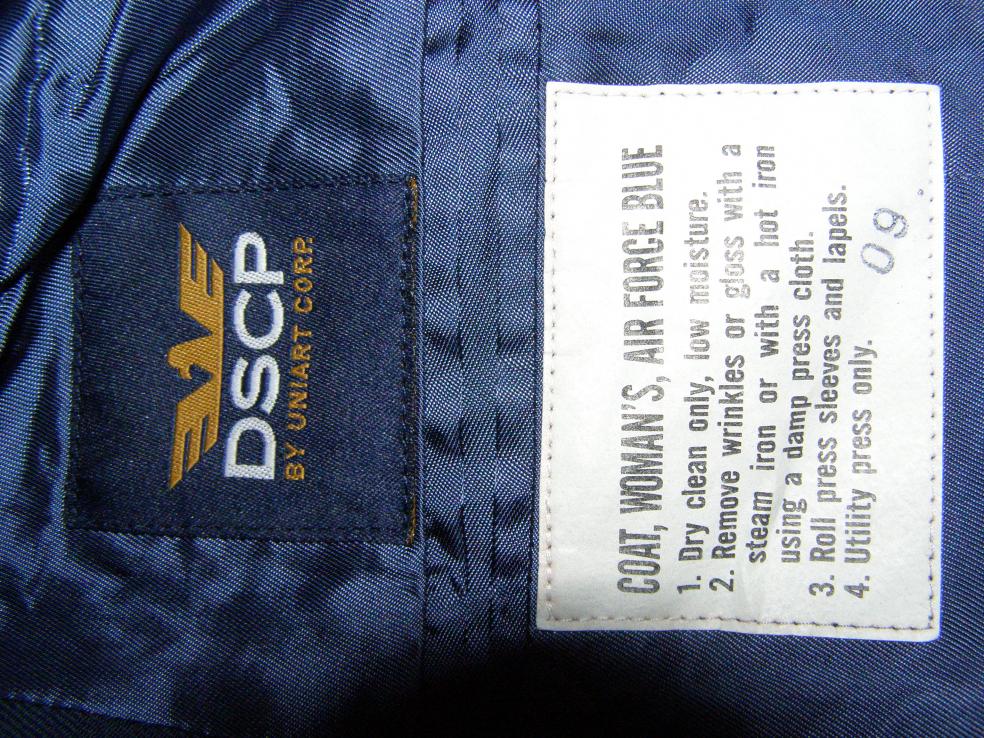 DSCP
BY UNIART CORP.
COAT, WOMAN'S, AIR FORCE BLUE
1. Dry clean only, low moisture.
2. Remove wrinkles or gloss with a
steam iron or with a hot iron
using a damp press cloth.
3. Roll press sleeves and lapels.
4. Utility press only.
09